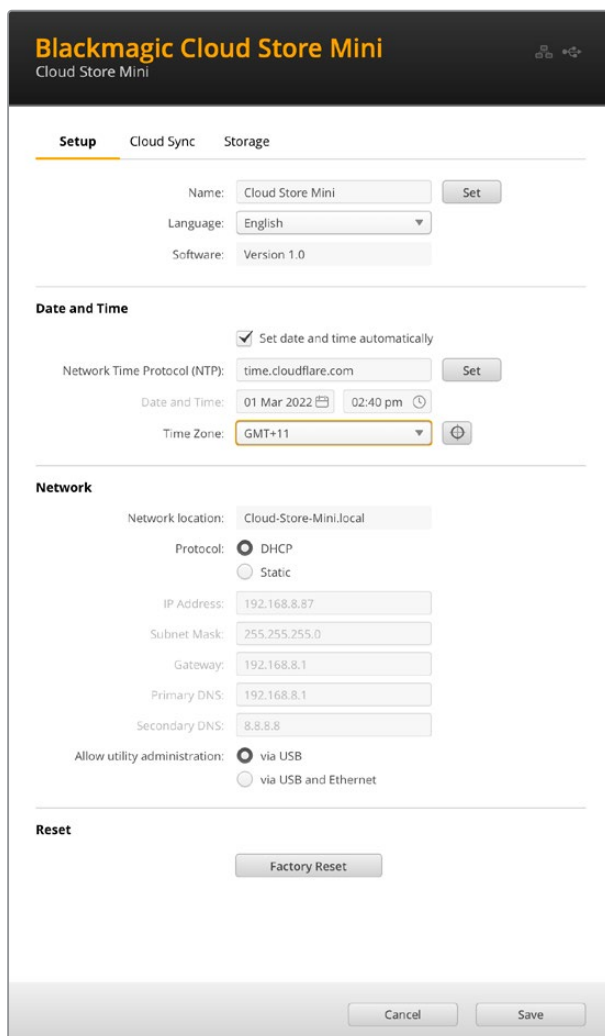 Blackmagic Cloud Store Mini
Cloud Store Mini
Setup Cloud Sync Storage
Name: Cloud Store Mini Set
Language: English
Software: Version 1.0
Date and Time
Set date and time automatically
Network Time Protocol (NTP): time.cloudflare.com Set
Date and Time: 01 Mar 2022 02:40 pm
Time Zone: GMT+11
Network
Network location: Cloud-Store-Mini.local
Protocol: DHCP
Static
IP Address: 192.168.8.87
Subnet Mask: 255.255.255.0
Gateway: 192.168.8.1
Primary DNS: 192.168.8.1
Secondary DNS: 8.8.8.8
Allow utility administration: via USB
via USB and Ethernet
Reset
Factory Reset
Cancel Save